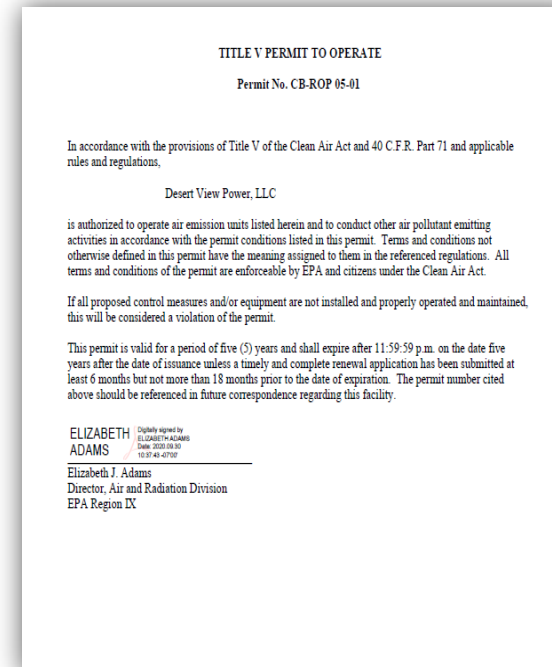 TITLE V PERMIT TO OPERATE
Permit No. CB-ROP 05-01
In accordance with the provisions of Title V of the Clean Air Act and 40 C.F.R. Part 71 and applicable
rules and regulations,
Desert View Power, LLC
is authorized to operate air emission units listed herein and to conduct other air pollutant emitting
activities in accordance with the permit conditions listed in this permit. Terms and conditions not
otherwise defined in this permit have the meaning assigned to them in the referenced regulations. All
terms and conditions of the permit are enforceable by EPA and citizens under the Clean Air Act.
If all proposed control measures and/or equipment are not installed and properly operated and maintained,
this will be considered a violation of the permit.
This permit is valid for a period of five (5) years and shall expire after 11:59:59 p.m. on the date five
years after the date of issuance unless a timely and complete renewal application has been submitted at
least 6 months but not more than 18 months prior to the date of expiration. The permit number cited
above should be referenced in future correspondence regarding this facility.
ELIZABETH
ADAMS
Digitally signed by
ELIZABETH ADAMS
Date: 2020.09.30
10:37:43 -07'00'
Elizabeth J. Adams
Director, Air and Radiation Division
EPA Region IX